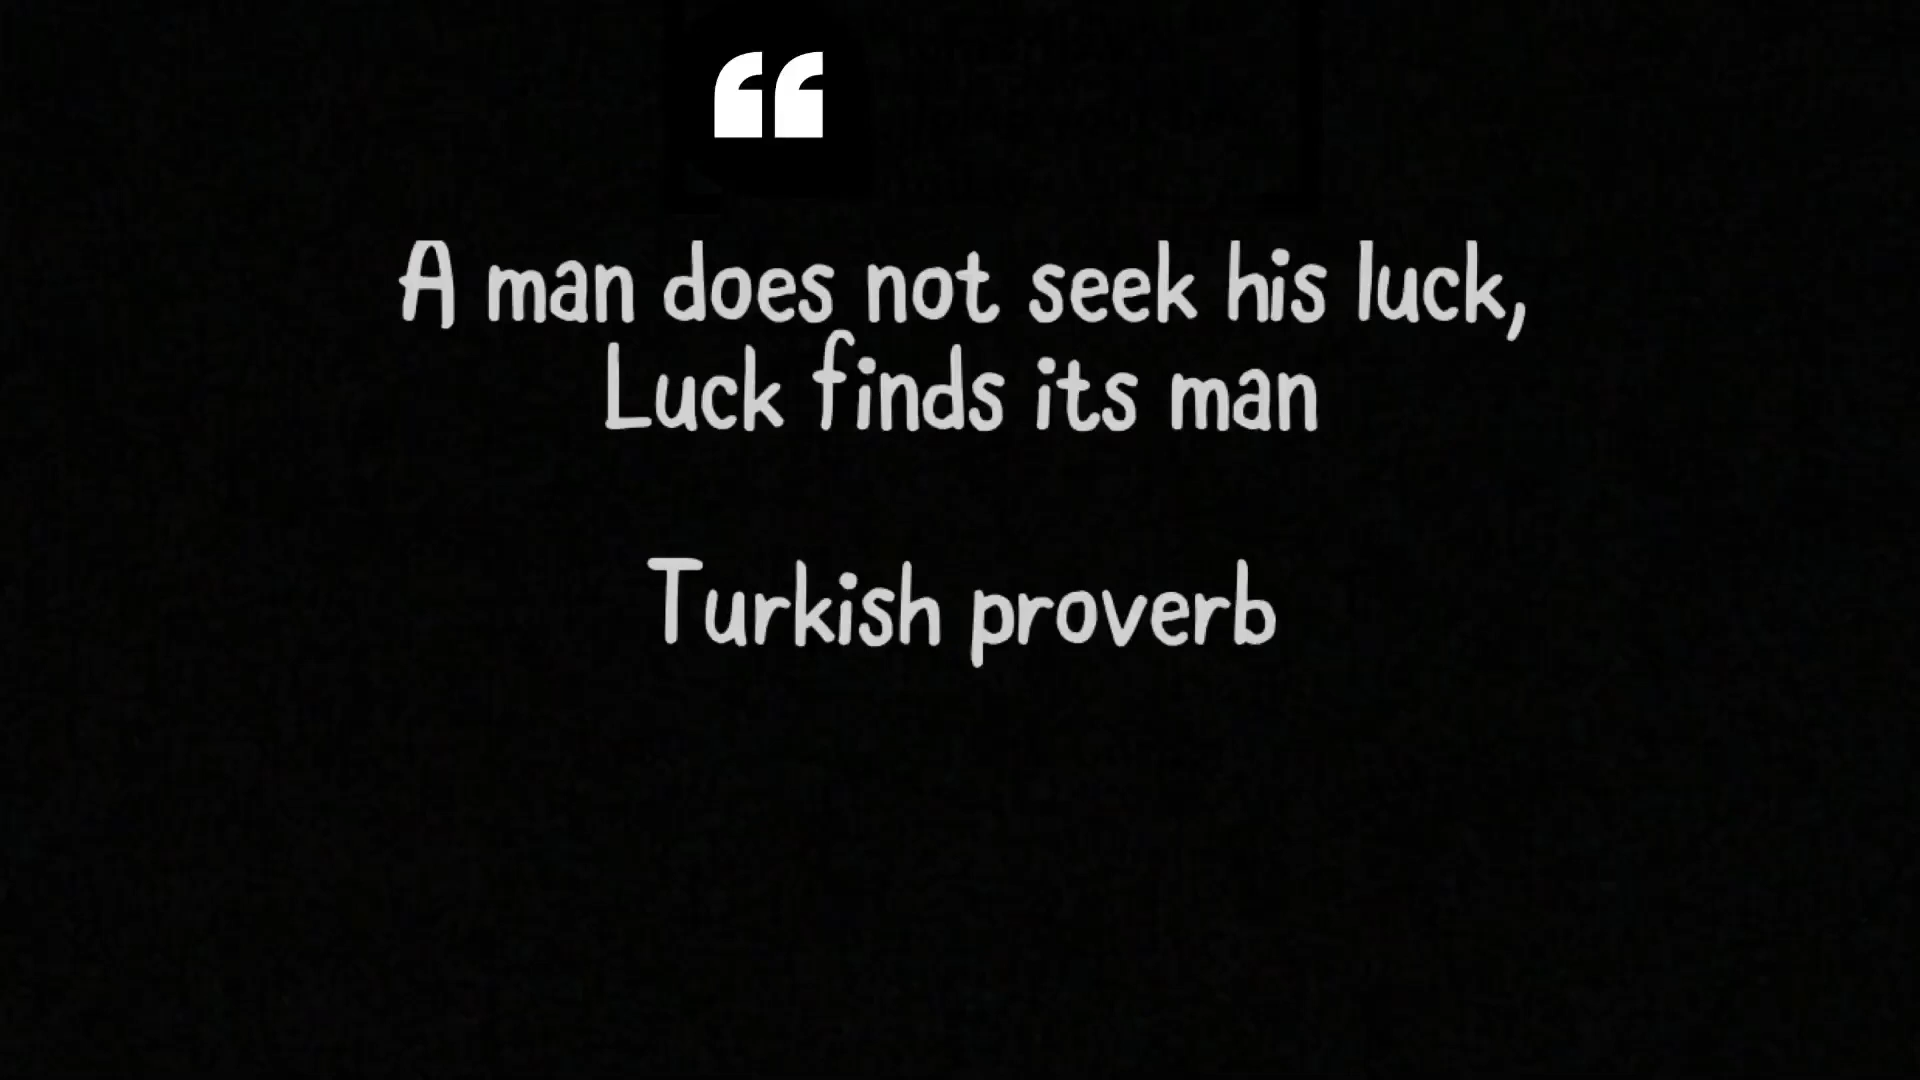 “
A man does not seek his luck,
Luck finds its man
Turkish proverb